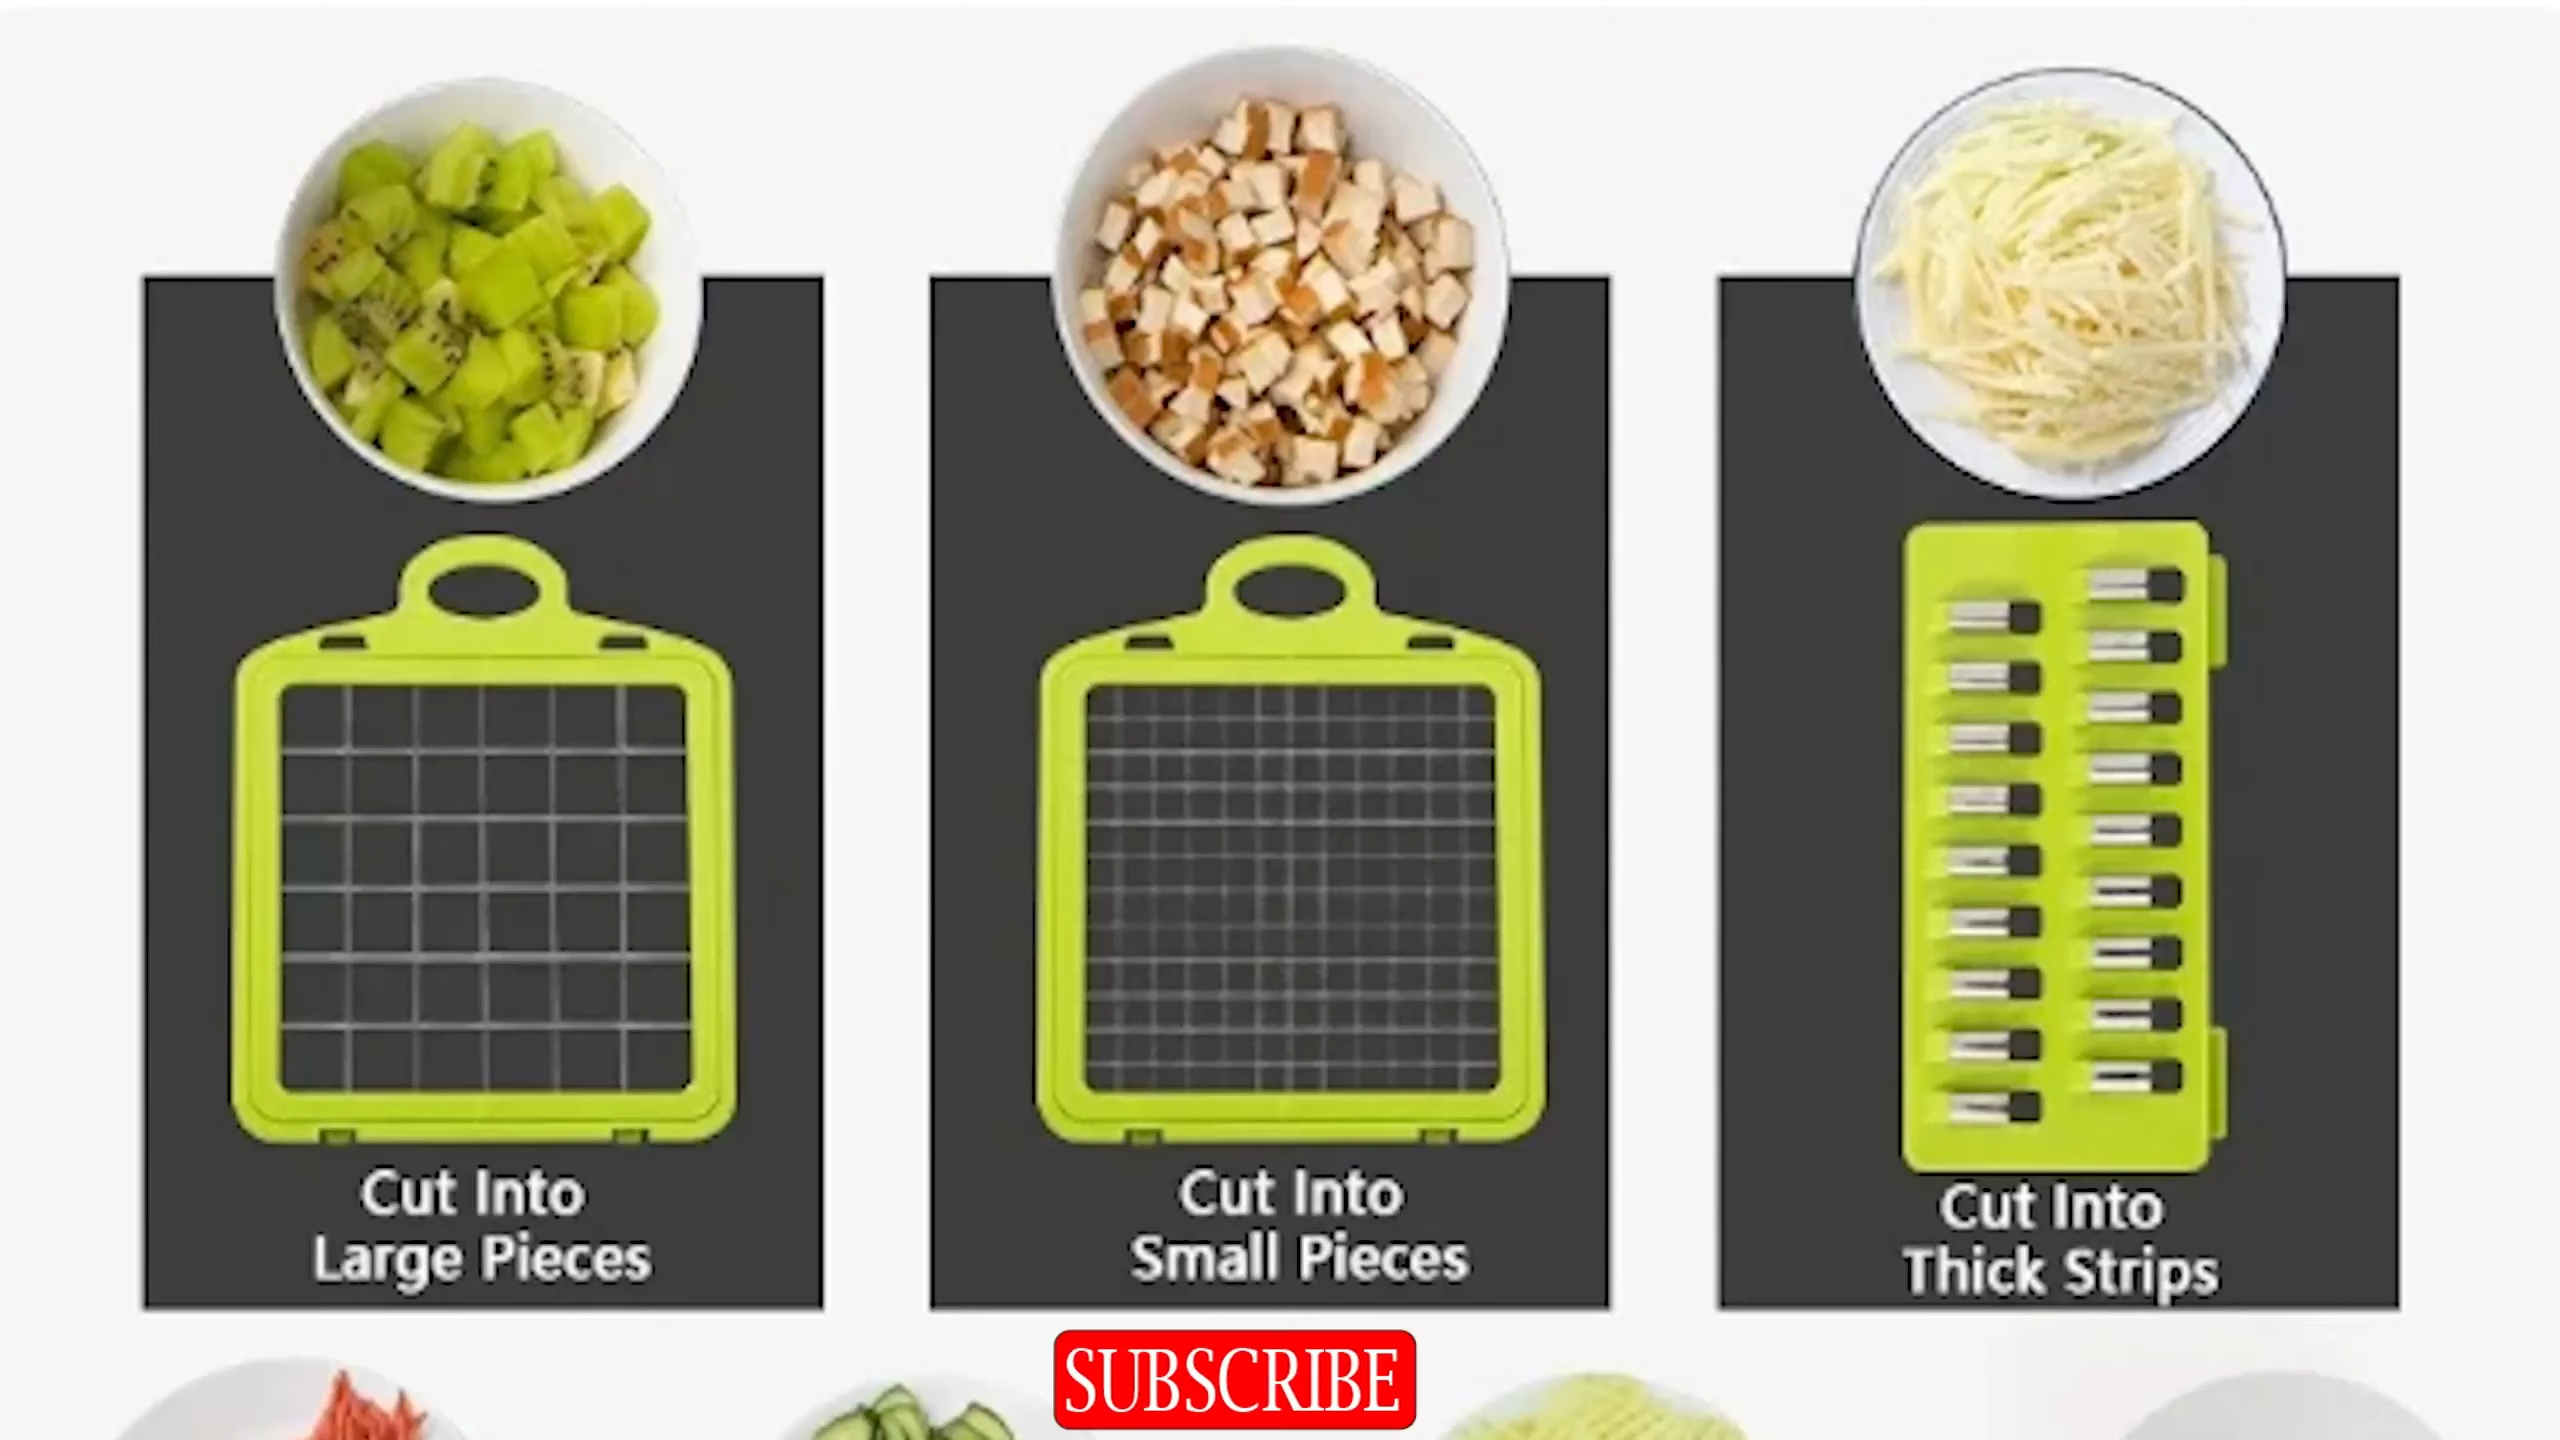 Cut Into
Large Pieces
Cut Into
Small Pieces
Cut Into
Thick Strips
SUBSCRIBE